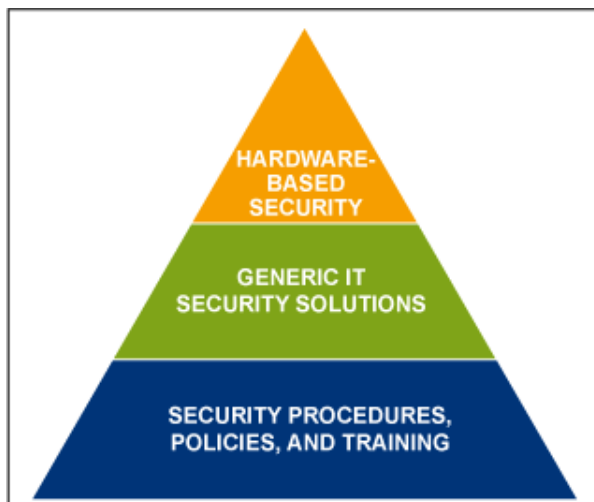 HARDWARE-
BASED
SECURITY
GENERIC IT
SECURITY SOLUTIONS
SECURITY PROCEDURES,
POLICIES, AND TRAINING